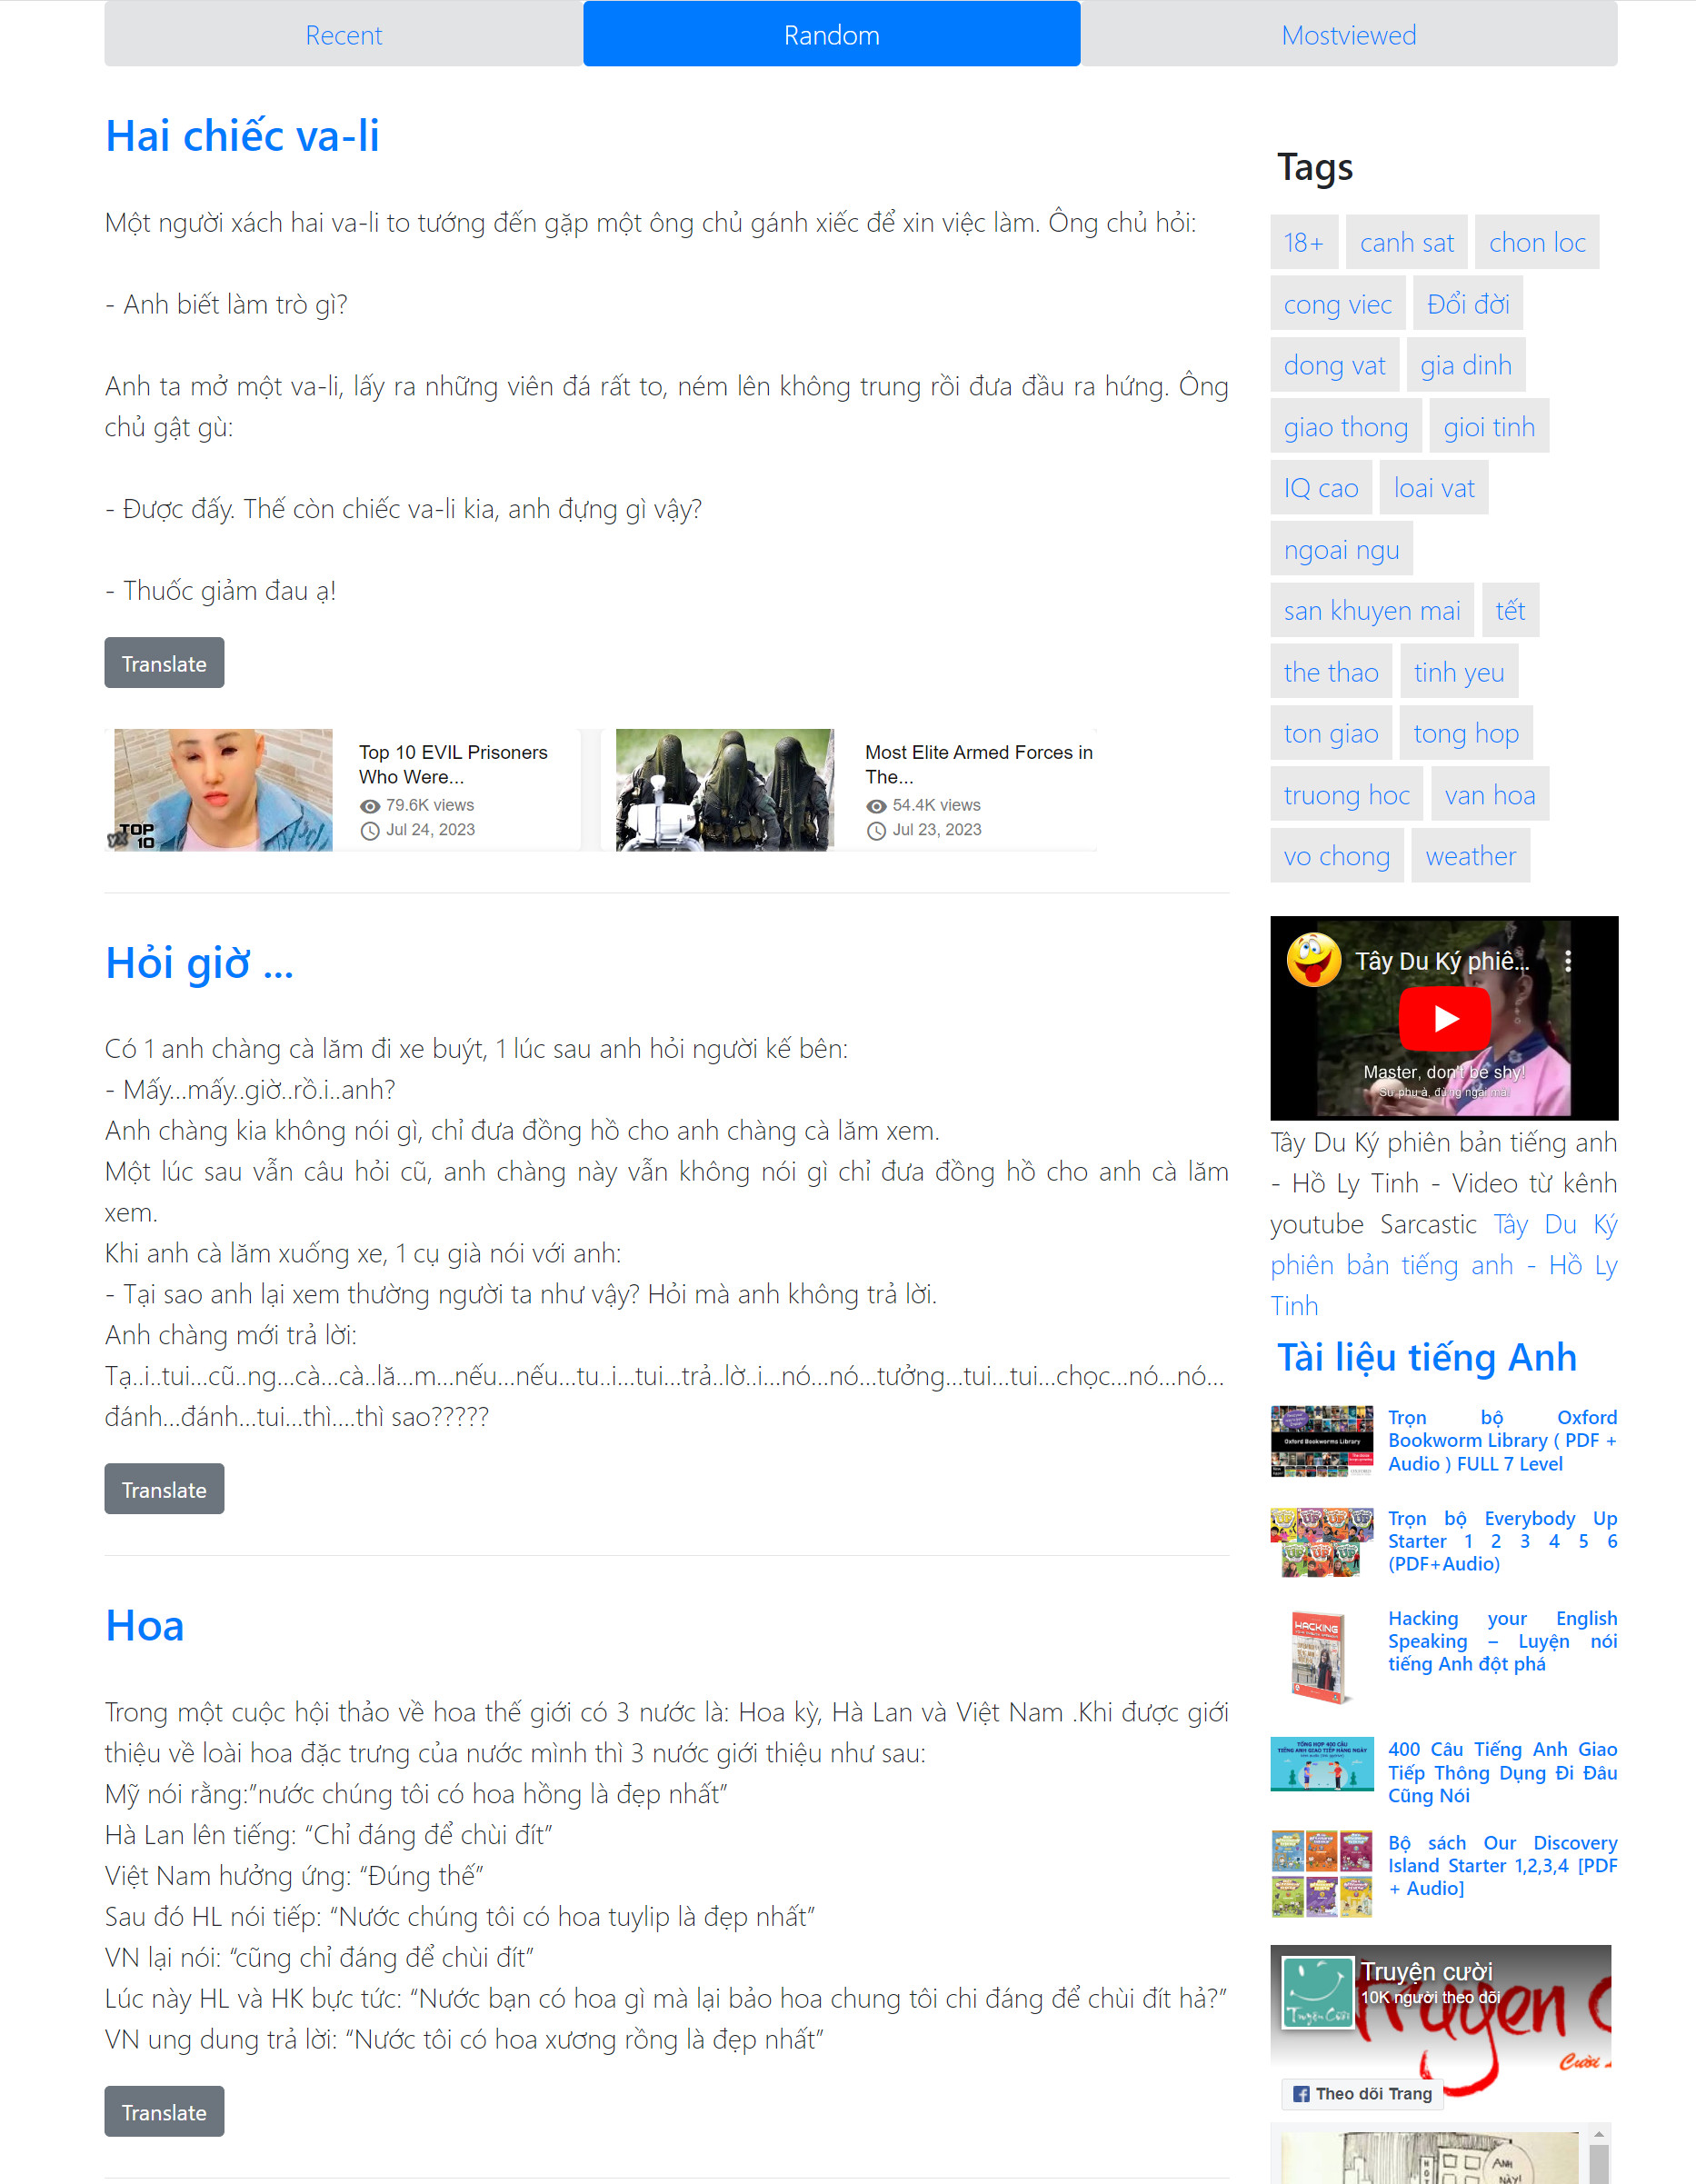 Recent
Random
Mostviewed
Hai chiếc va-li
Một người xách hai va-li to tướng đến gặp một ông chủ gánh xiếc để xin việc làm. Ông chủ hỏi:
- Anh biết làm trò gì?
Anh ta mở một va-li, lấy ra những viên đá rất to, ném lên không trung rồi đưa đầu ra hứng. Ông
chủ gật gù:
- Được đấy. Thế còn chiếc va-li kia, anh đựng gì vậy?
- Thuốc giảm đau ạ!
Translate
TOP
10
Top 10 EVIL Prisoners
Who Were...
79.6K views
Jul 24, 2023
Most Elite Armed Forces in
The...
54.4K views
Jul 23, 2023
Hỏi giờ ...
Có 1 anh chàng cà lăm đi xe buýt, 1 lúc sau anh hỏi người kế bên:
- Mấy...mấy..giờ..rồ.i..anh?
Anh chàng kia không nói gì, chỉ đưa đồng hồ cho anh chàng cà lăm xem.
Một lúc sau vẫn câu hỏi cũ, anh chàng này vẫn không nói gì chỉ đưa đồng hồ cho anh cà lăm
xem.
Khi anh cà lăm xuống xe, 1 cụ già nói với anh:
- Tại sao anh lại xem thường người ta như vậy? Hỏi mà anh không trả lời.
Anh chàng mới trả lời:
Tạ..i..tui...cũ..ng...cà...cà..lă...m...nếu...nếu...tu..i...tui...trả..lờ..i...nó...nó...tưởng...tui...tui...chọc...nó...nó...
đánh...đánh...tui...thì....thì sao?????
Translate
Hoa
Trong một cuộc hội thảo về hoa thế giới có 3 nước là: Hoa kỳ, Hà Lan và Việt Nam .Khi được giới
thiệu về loài hoa đặc trưng của nước mình thì 3 nước giới thiệu như sau:
Mỹ nói rằng:”nước chúng tôi có hoa hồng là đẹp nhất”
Hà Lan lên tiếng: “Chỉ đáng để chùi đít”
Việt Nam hưởng ứng: “Đúng thế”
Sau đó HL nói tiếp: “Nước chúng tôi có hoa tuylip là đẹp nhất”
VN lại nói: “cũng chỉ đáng để chùi đít”
Lúc này HL và HK bực tức: “Nước bạn có hoa gì mà lại bảo hoa chung tôi chi đáng để chùi đít hả?”
VN ung dung trả lời: “Nước tôi có hoa xương rồng là đẹp nhất”
Translate
Tags
18+
canh sat
chon loc
cong viec
Đổi đời
dong vat
gia dinh
giao thong
gioi tinh
IQ cao
loai vat
ngoai ngu
san khuyen mai
tết
the thao
tinh yeu
ton giao
tong hop
truong hoc
van hoa
vo chong
weather
Tây Du Ký phiê...
Master, don't be shy!
Sư phụ à, đừng ngại mà!
Tây Du Ký phiên bản tiếng anh
- Hồ Ly Tinh - Video từ kênh
youtube Sarcastic Tây Du Ký
phiên bản tiếng anh - Hồ Ly
Tinh
Tài liệu tiếng Anh
Oxford Bookworms Library
Trọn bộ Oxford
Bookworm Library ( PDF +
Audio ) FULL 7 Level
Trọn bộ Everybody Up
Starter 1 2 3 4 5 6
(PDF+Audio)
HACKING
Hacking your English
Speaking – Luyện nói
tiếng Anh đột phá
TỔNG HỢP 400 CÂU
TIẾNG ANH GIAO TIẾP HÀNG NGÀY
400 Câu Tiếng Anh Giao
Tiếp Thông Dụng Đi Đâu
Cũng Nói
Bộ sách Our Discovery
Island Starter 1,2,3,4 [PDF
+ Audio]
Truyện cười
10K người theo dõi
Truyện Cười
Truyen C
Cười
Theo dõi Trang
HOT
ANH
NÀY!